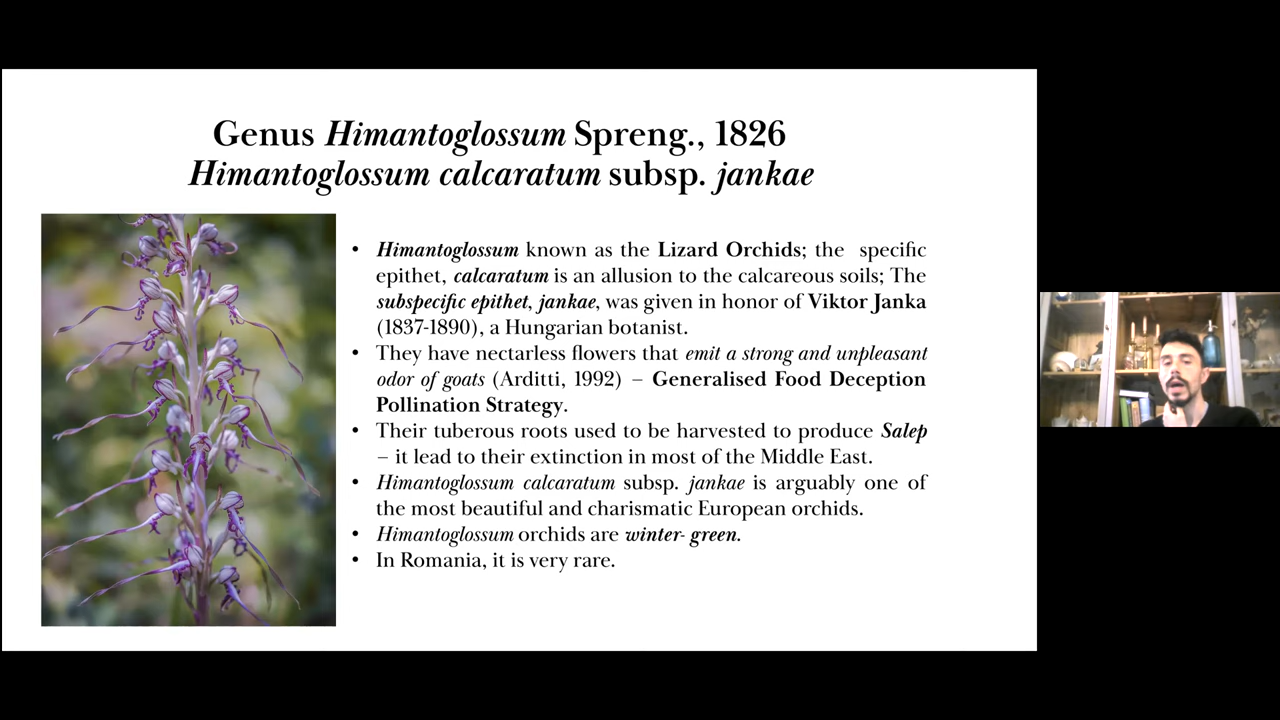 Genus Himantoglossum Spreng., 1826
Himantoglossum calcaratum subsp. jankae
• Himantoglossum known as the Lizard Orchids; the specific
epithet, calcaratum is an allusion to the calcareous soils; The
subspecific epithet, jankae, was given in honor of Viktor Janka
(1837-1890), a Hungarian botanist.
• They have nectarless flowers that emit a strong and unpleasant
odor of goats (Arditti, 1992) – Generalised Food Deception
Pollination Strategy.
• Their tuberous roots used to be harvested to produce Salep
– it lead to their extinction in most of the Middle East.
• Himantoglossum calcaratum subsp. jankae is arguably one of
the most beautiful and charismatic European orchids.
• Himantoglossum orchids are winter- green.
• In Romania, it is very rare.